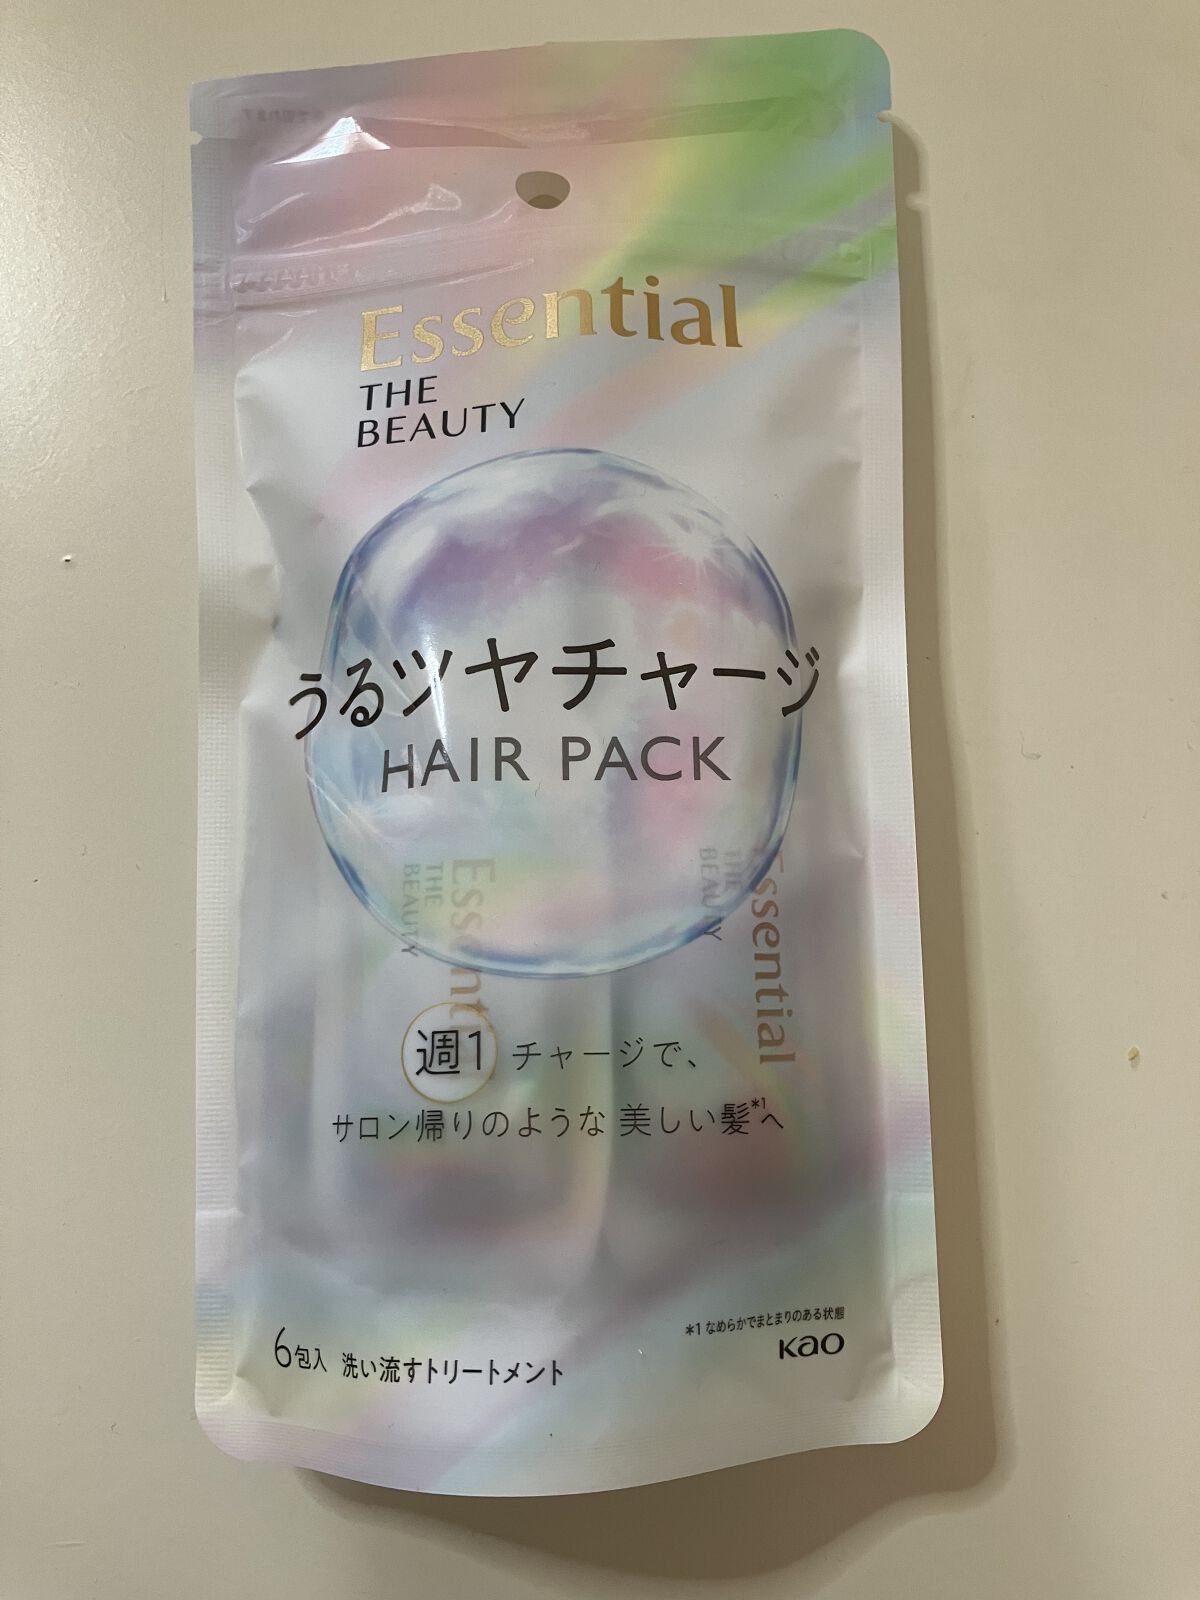 Essential
THE
BEAUTY
うるツヤチャージ
HAIR PACK
Essential
THE
BEAUTY
Essential
THE
BEAUTY
週1 チャージで、
サロン帰りのような 美しい髪*1へ
*1 なめらかでまとまりのある状態
Kao
6包入 洗い流すトリートメント